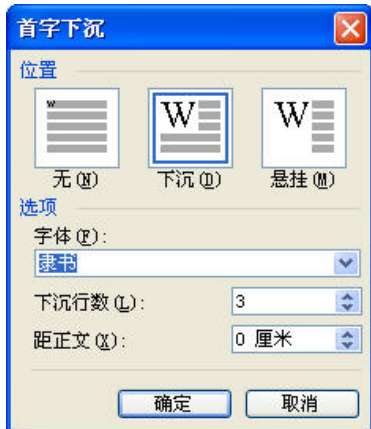 首字下沉
位置
W W W
无(N) 下沉(D) 悬挂(M)
选项
字体(F):
隶书
下沉行数(L): 3
距正文(X): 0 厘米
确定 取消